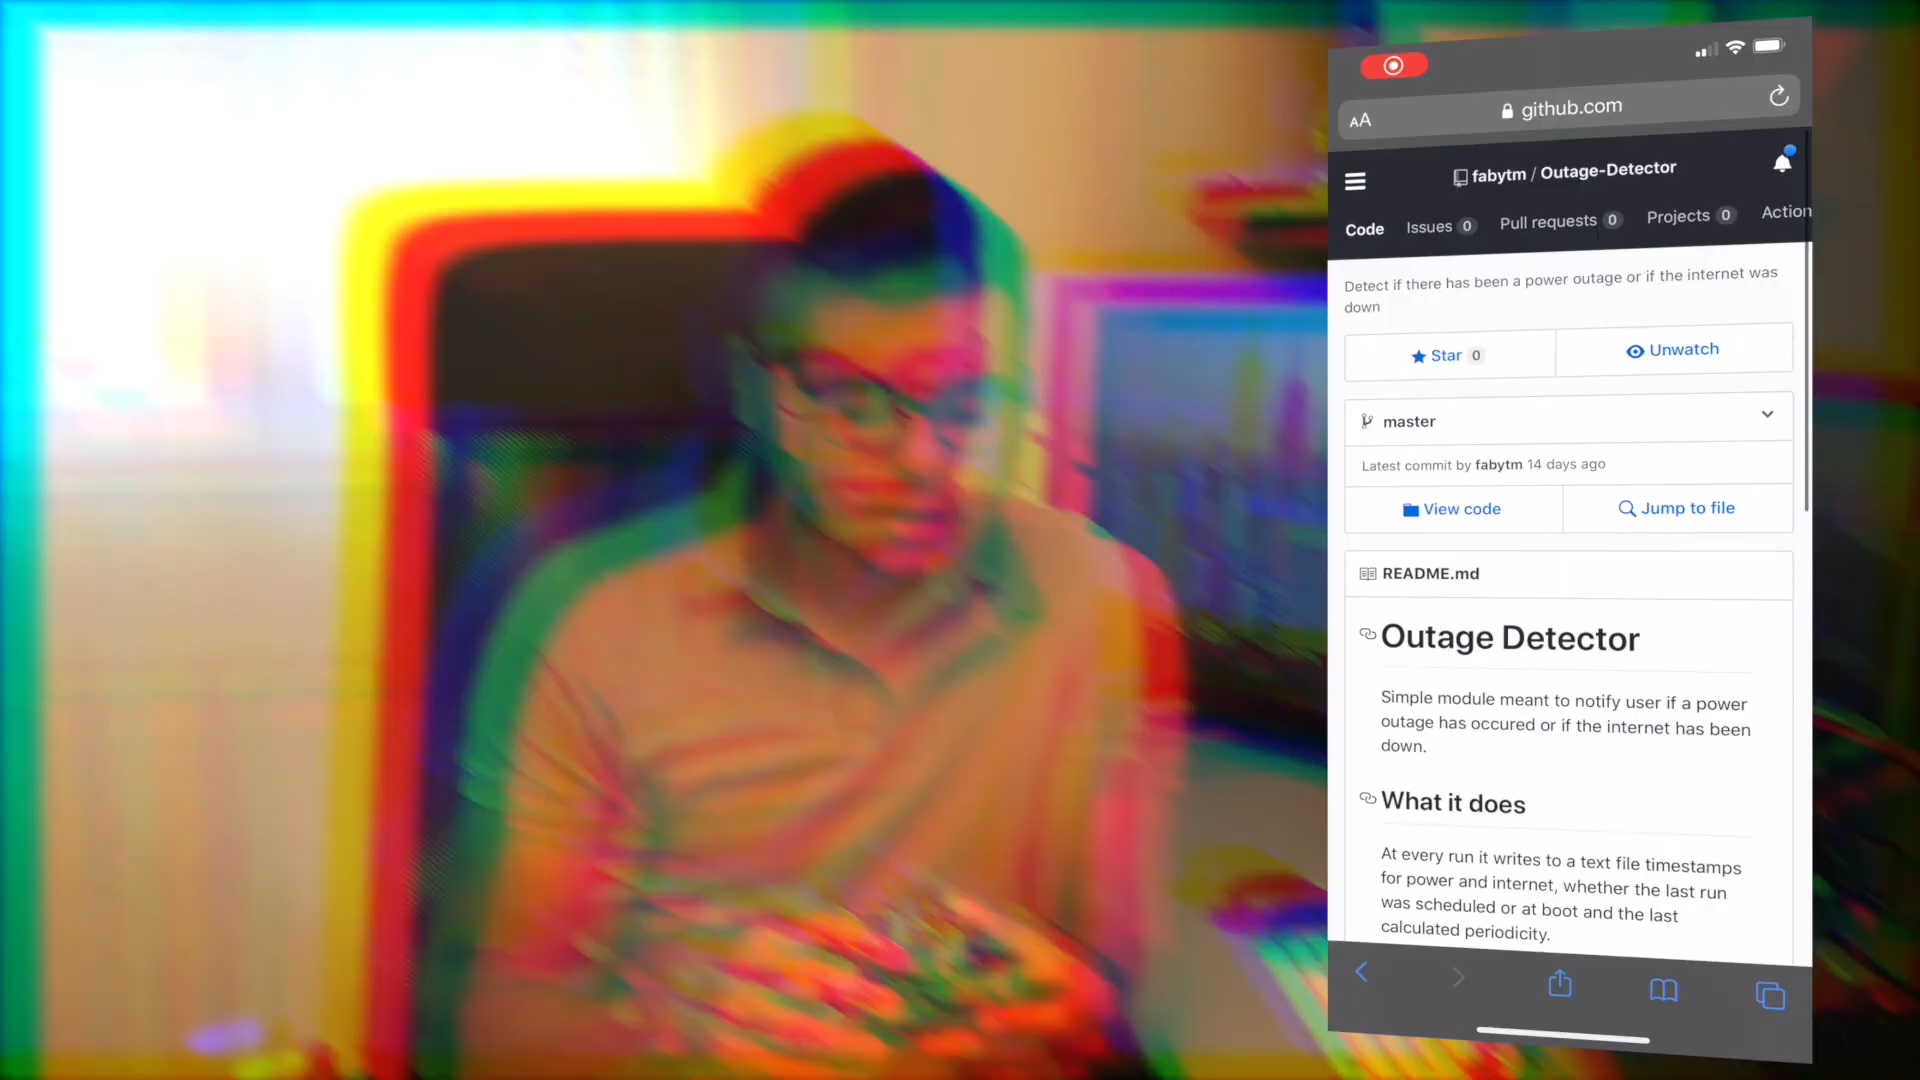 AA github.com
fabytm / Outage-Detector
Code Issues 0 Pull requests 0 Projects 0 Action
Detect if there has been a power outage or if the internet was
down
Star 0 Unwatch
master
Latest commit by fabytm 14 days ago
View code Jump to file
README.md
Outage Detector
Simple module meant to notify user if a power
outage has occured or if the internet has been
down.
What it does
At every run it writes to a text file timestamps
for power and internet, whether the last run
was scheduled or at boot and the last
calculated periodicity.